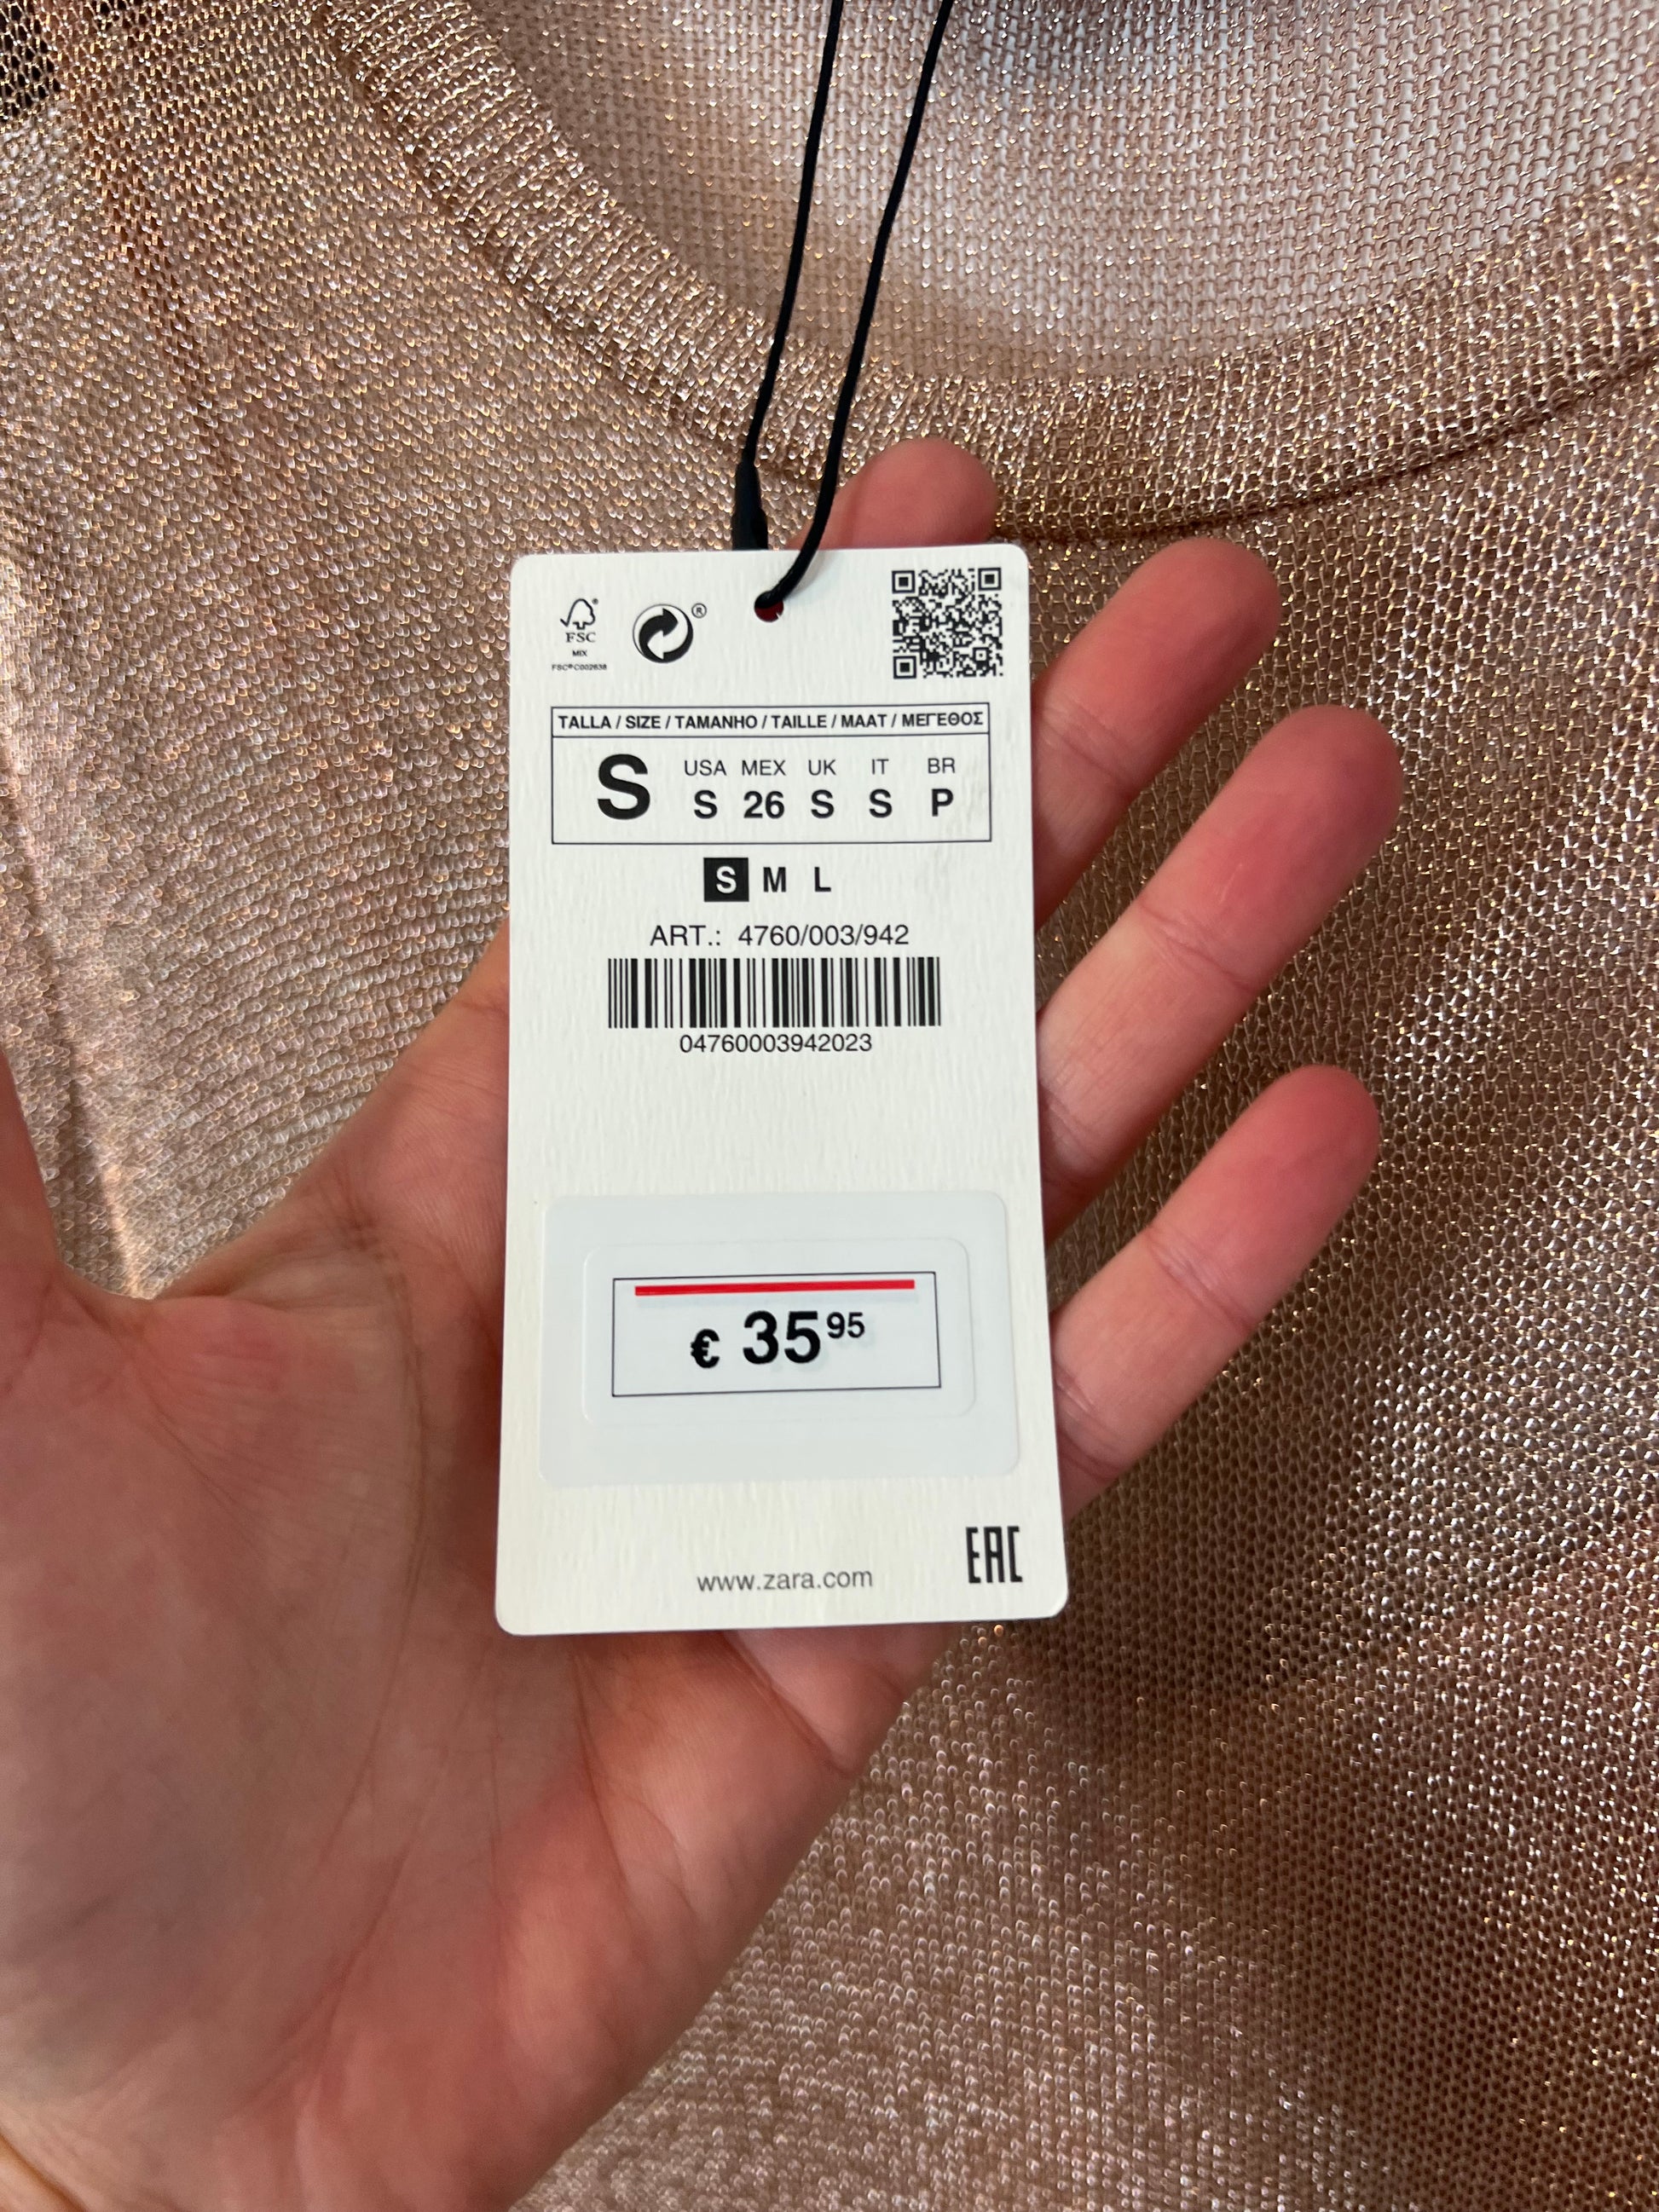 FSC®
MIX
FSC®C002638
®
TALLA / SIZE / TAMANHO / TAILLE / MAAT / ΜΕΓΕΘΟΣ
S
USA MEX UK IT BR
S 26 S S P
S M L
ART.: 4760/003/942
04760003942023
€ 35 95
EAC
www.zara.com